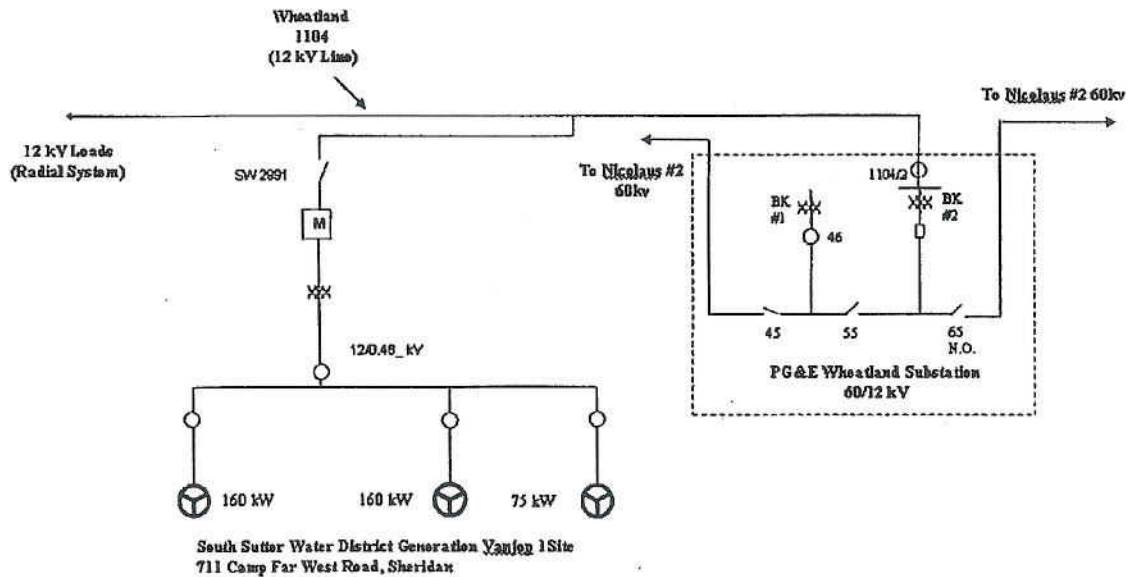 Wheatland
1104
(12 kV Line)
To Nicolaus #2 60kv
12 kV Loads
(Radial System)
SW 2991
To Nicolaus #2
60kv
1104/2
BK
#1
BK
#2
M
46
12/0.48_ kV
45
55
65
N.O.
PG&E Wheatland Substation
60/12 kV
160 kW
160 kW
75 kW
South Sutter Water District Generation Vanjop 1Site
711 Camp Far West Road, Sheridan